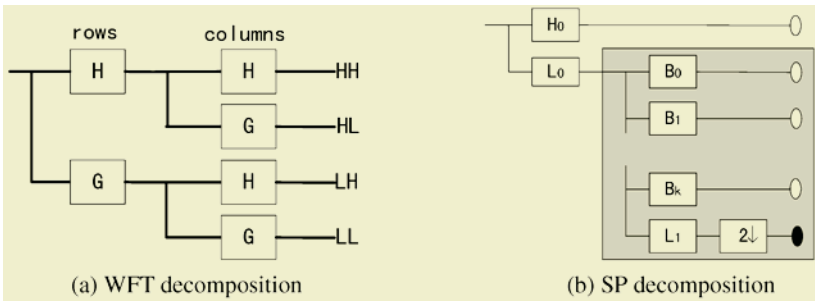 rows columns
H H HH
G HL
G H LH
G LL
(a) WFT decomposition
H0
L0 B0
B1
Bk
L1 2↓
(b) SP decomposition